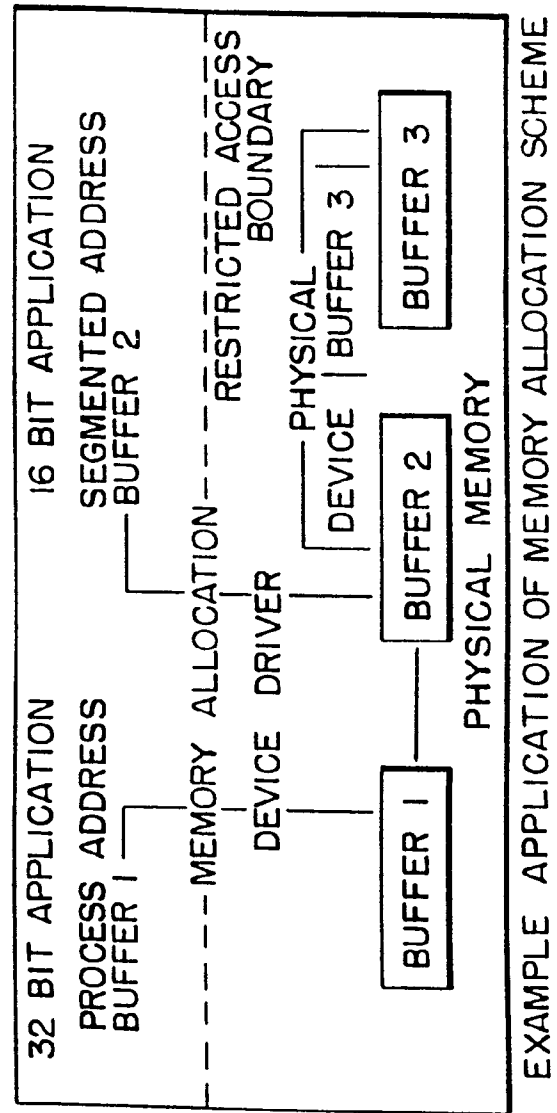 32 BIT APPLICATION
16 BIT APPLICATION
PROCESS ADDRESS
BUFFER 1
SEGMENTED ADDRESS
BUFFER 2
MEMORY ALLOCATION
RESTRICTED ACCESS
BOUNDARY
DEVICE DRIVER
PHYSICAL
DEVICE
BUFFER 3
BUFFER 1
BUFFER 2
BUFFER 3
PHYSICAL MEMORY
EXAMPLE APPLICATION OF MEMORY ALLOCATION SCHEME